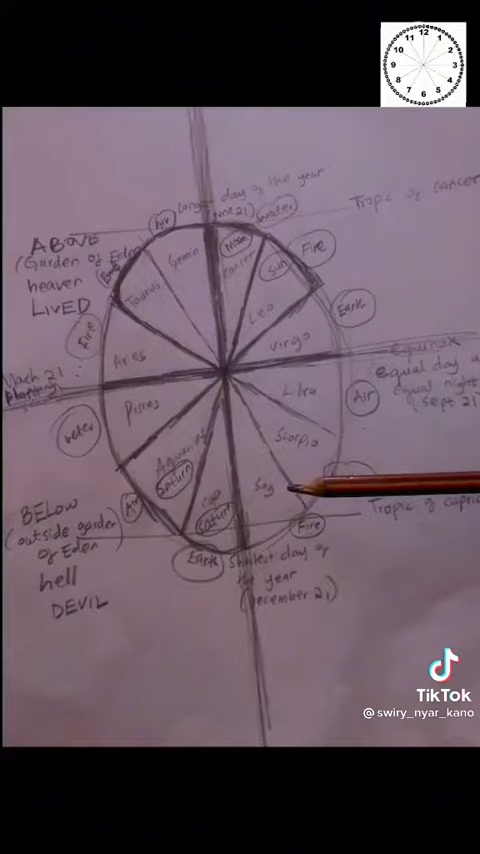 12
11
1
10
2
9
3
8
4
7
5
6
Longest day of the year
(June 21)
Tropic of cancer
Air
water
ABOVE
(Garden of Eden)
heaven
LIVED
Earth
Taurus
Gemin
Moon
cancer
Sun
Fire
Leo
Earth
Fire
Aries
Virgo
equinox
equal day a
equal night
sept 21
March 21
planting
Pisces
Libra
Air
water
Scorpio
Aquarius
Saturn
Sag
Air
cap
Saturn
Fire
Tropic of capric
BELOW
(outside garden
of Eden)
hell
DEVIL
Earth
Shortest day of
the year
(December 21)
TikTok
@swiry_nyar_kano